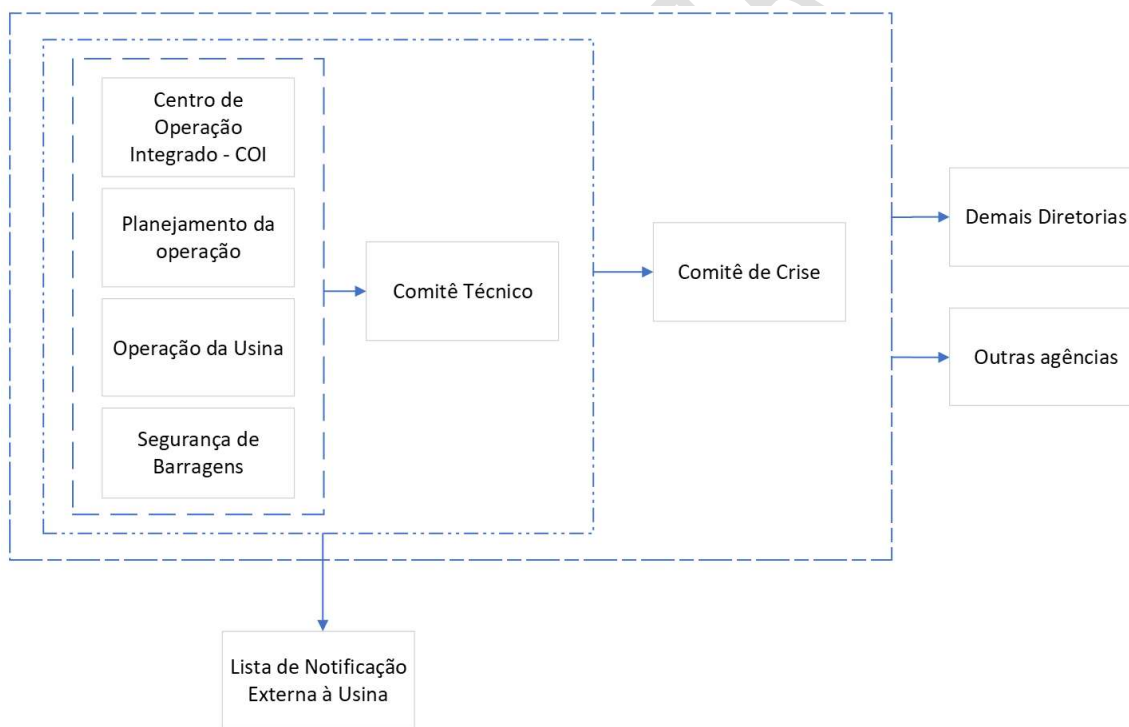 Centro de
Operação
Integrado - COI
Planejamento da
operação
Operação da Usina
Segurança de
Barragens
Comitê Técnico
Comitê de Crise
Demais Diretorias
Outras agências
Lista de Notificação
Externa à Usina